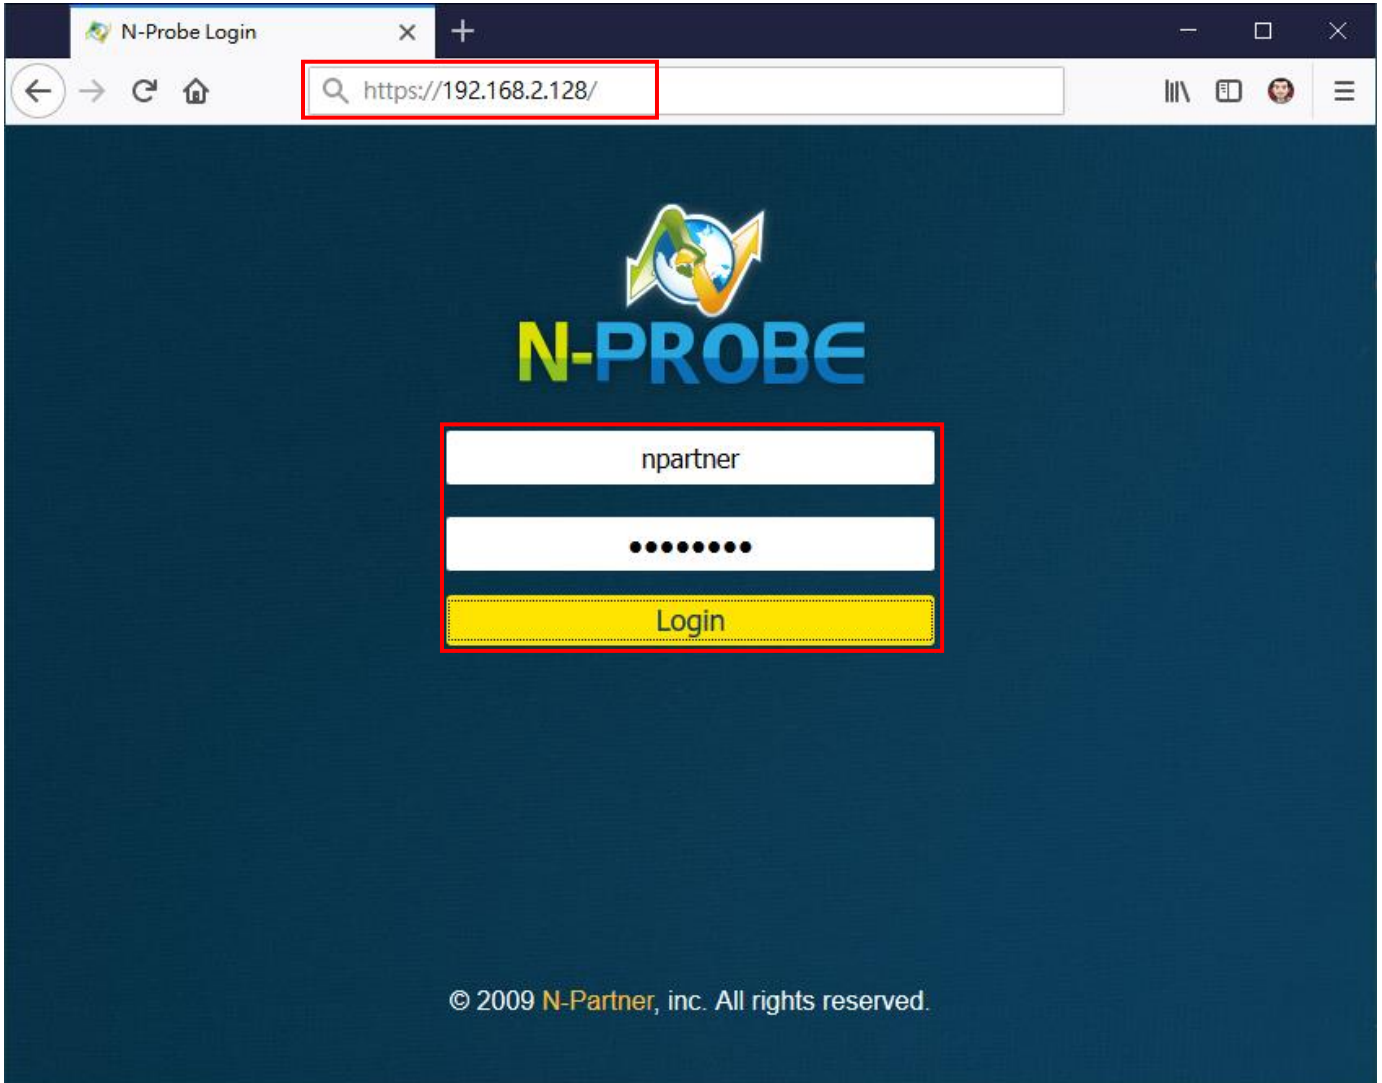 N-Probe Login
https://192.168.2.128/
N-PROBE
npartner
••••••••
Login
© 2009 N-Partner, inc. All rights reserved.